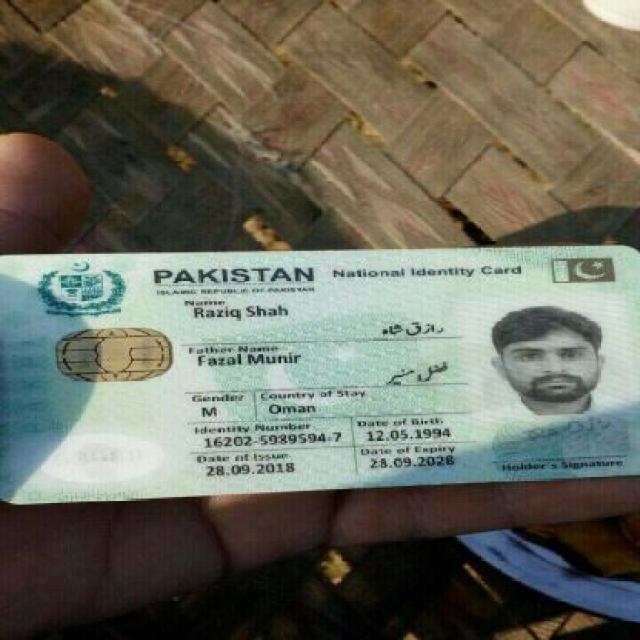 PAKISTAN National Identity Card
ISLAMIC REPUBLIC OF PAKISTAN
Name
Raziq Shah
رازق شاہ
Father Name
Fazal Munir
فضل منیر
Gender Country of Stay
M Oman
Identity Number Date of Birth
16202-5989594-7 12.05.1994
Date of Issue Date of Expiry
28.09.2018 28.09.2028
Holder's Signature